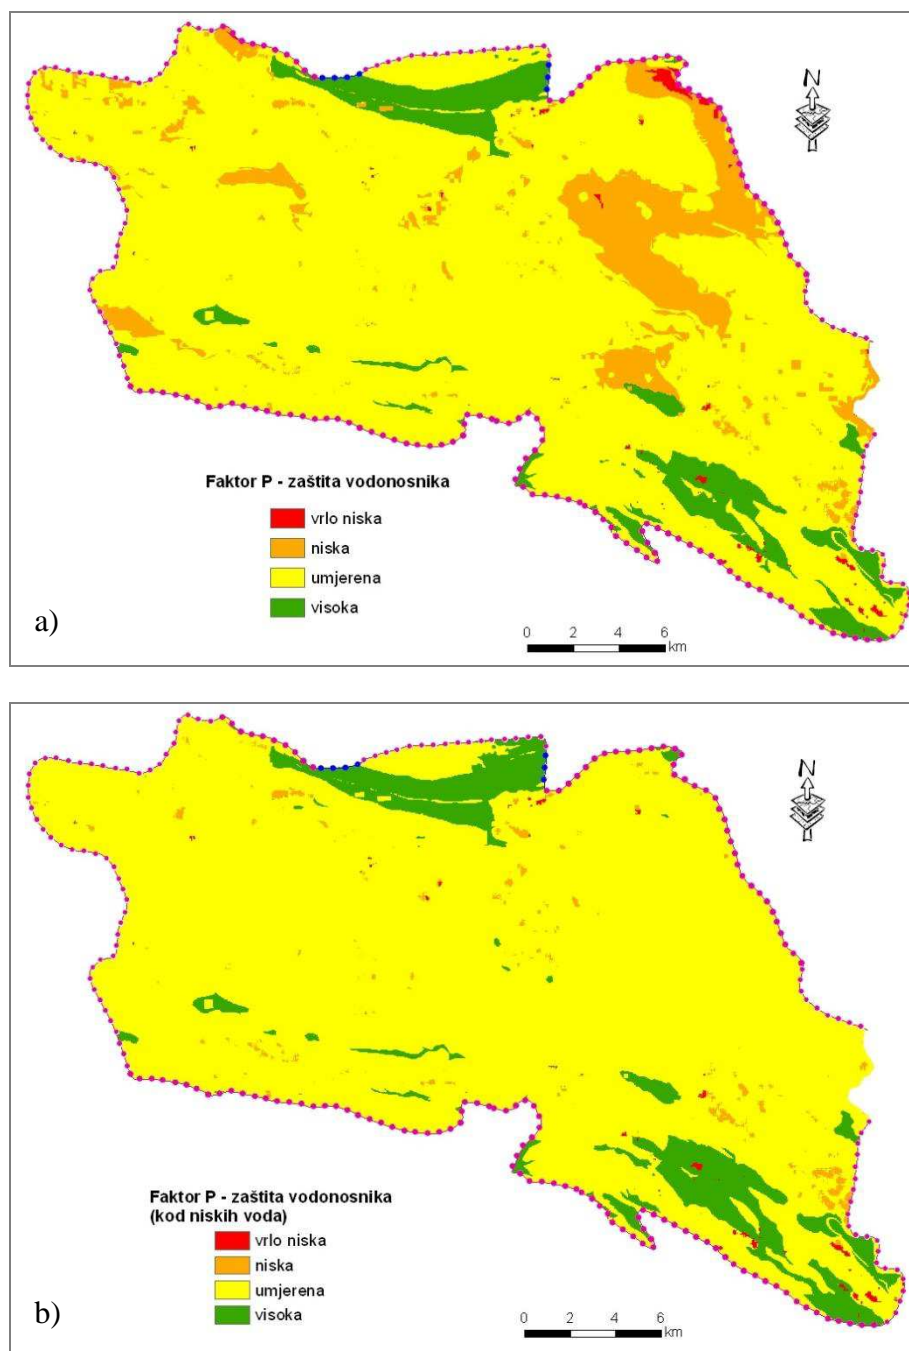 N
Faktor P - zaštita vodonosnika
vrlo niska
niska
umjerena
visoka
a)
0 2 4 6
km
N
Faktor P - zaštita vodonosnika
(kod niskih voda)
vrlo niska
niska
umjerena
visoka
b)
0 2 4 6
km